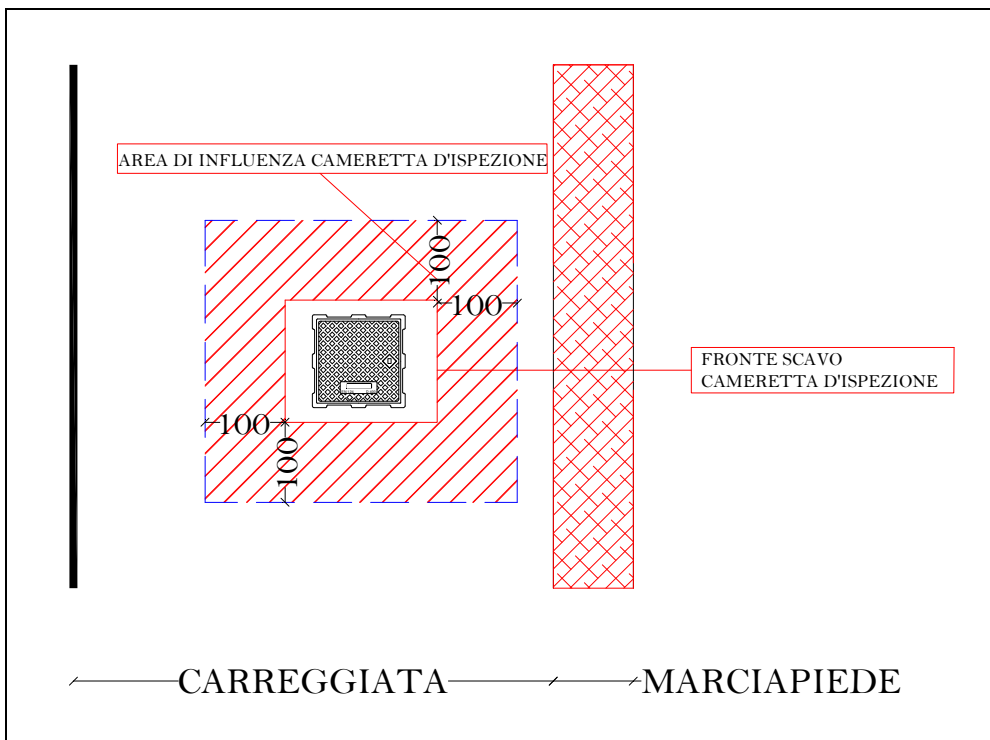 AREA DI INFLUENZA CAMERETTA D'ISPEZIONE
100
100
FRONTE SCAVO
CAMERETTA D'ISPEZIONE
100
100
CARREGGIATA
MARCIAPIEDE